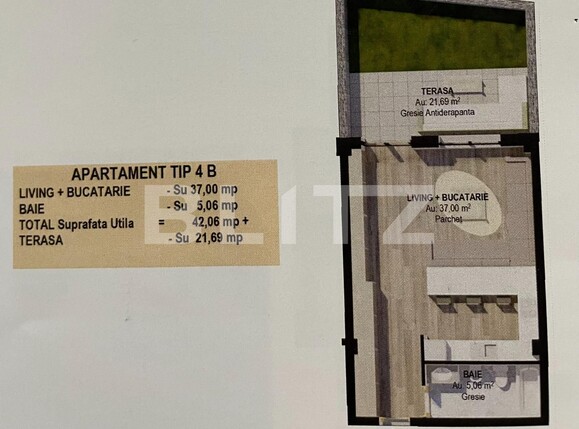 APARTAMENT TIP 4 B
LIVING + BUCATARIE - Su 37,00 mp
BAIE - Su 5,06 mp
TOTAL Suprafata Utila = 42,06 mp +
TERASA - Su 21,69 mp
BLITZ
TERASA
Au: 21,69 m²
Gresie Antiderapanta
LIVING + BUCATARIE
Au: 37,00 m²
Parchet
BAIE
Au: 5,06 m²
Gresie